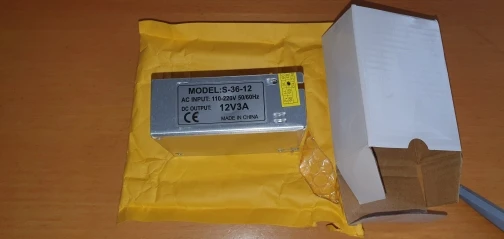 MODEL:S-36-12
AC INPUT: 110-220V 50/60Hz
DC OUTPUT: 12V3A
CE MADE IN CHINA